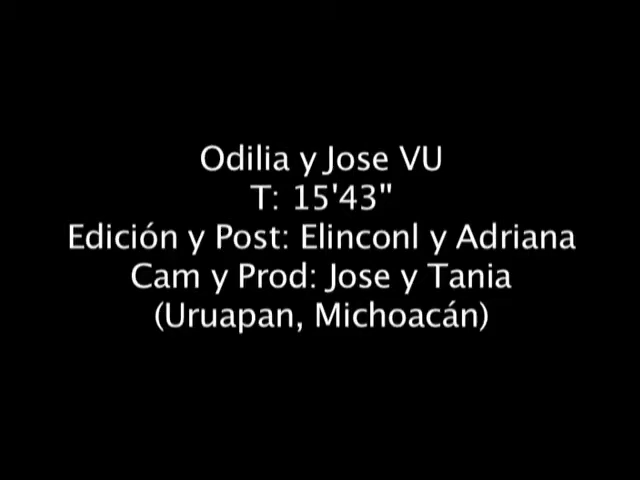 Odilia y Jose VU
T: 15'43"
Edición y Post: Elinconl y Adriana
Cam y Prod: Jose y Tania
(Uruapan, Michoacán)